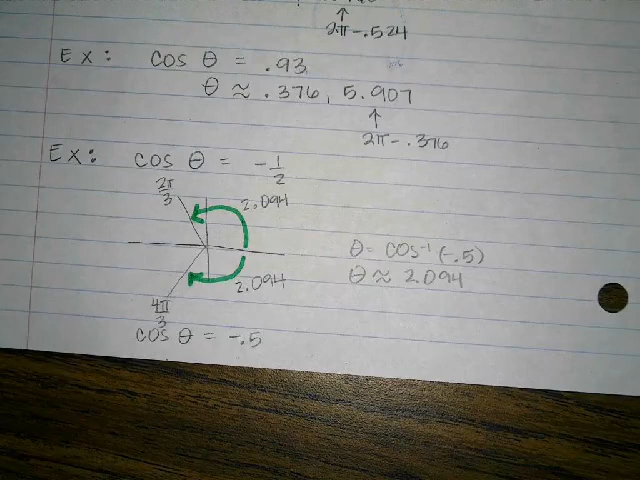 2π - .524
Ex: cos θ = .93
θ ≈ .376, 5.907
↑
2π - .376
Ex: cos θ = -1/2
2π/3
2.094
θ = cos⁻¹(-.5)
θ ≈ 2.094
2.094
4π/3
cos θ = -.5